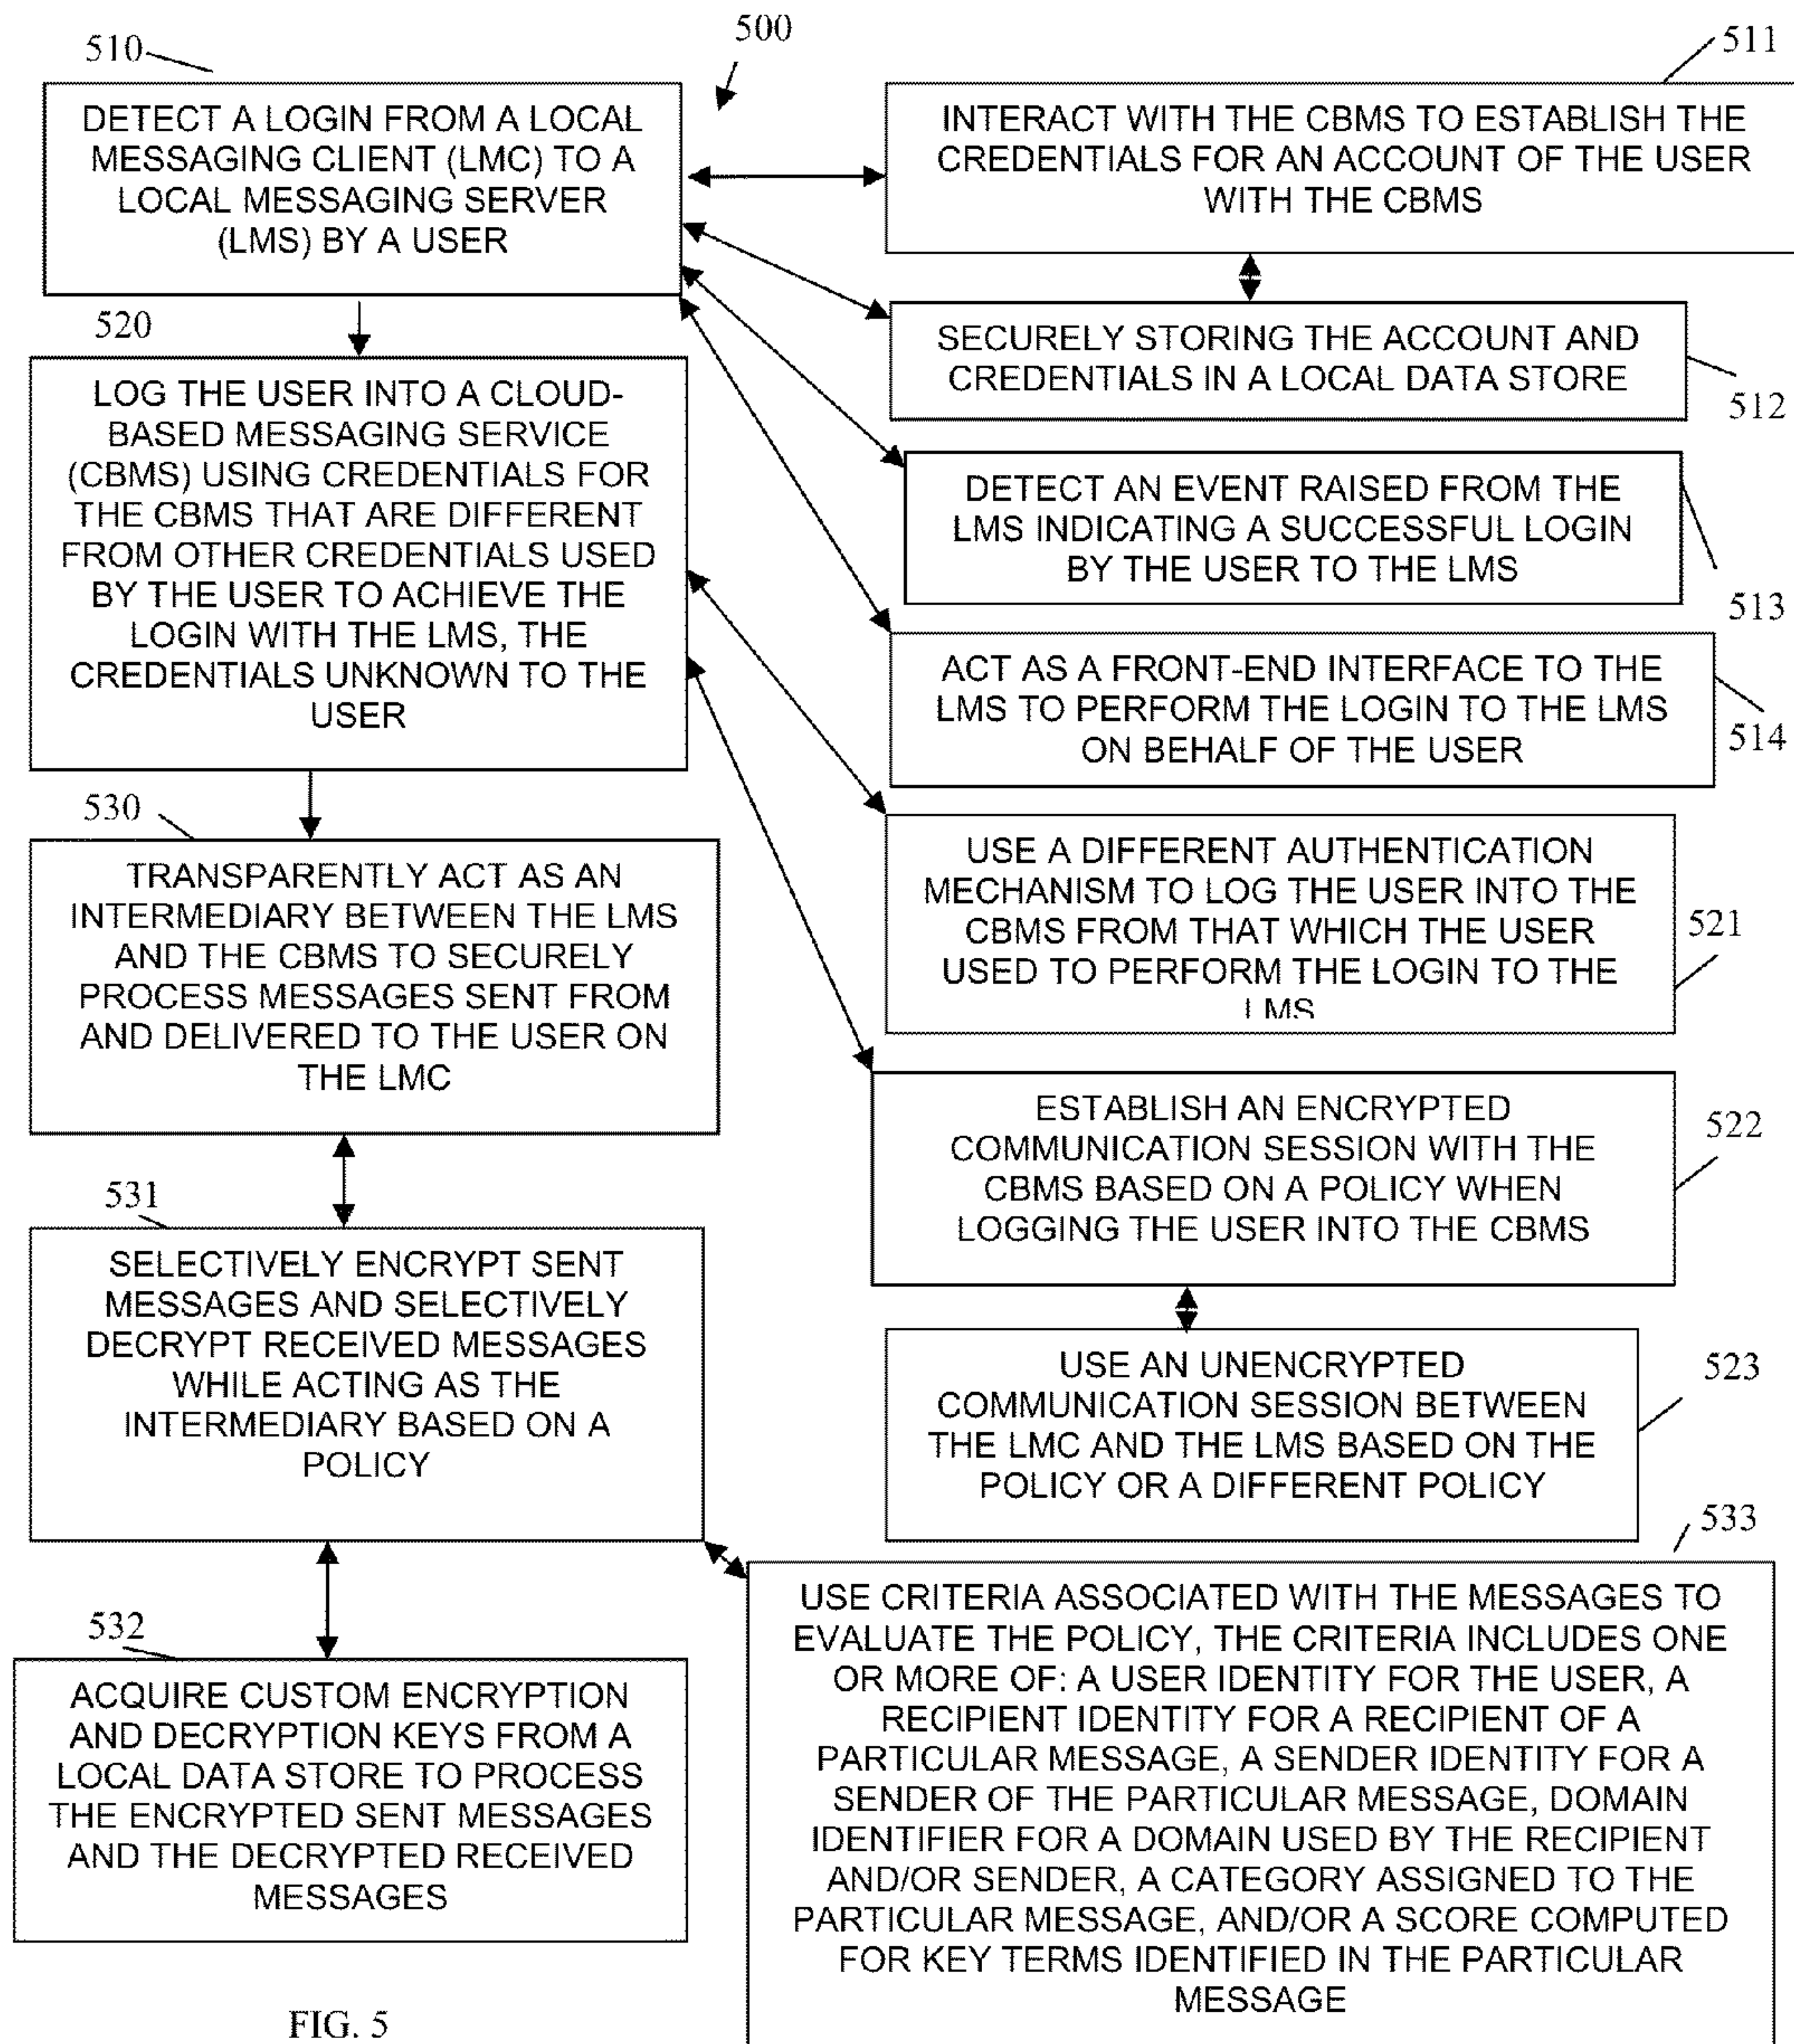 500
510
DETECT A LOGIN FROM A LOCAL
MESSAGING CLIENT (LMC) TO A
LOCAL MESSAGING SERVER
(LMS) BY A USER
511
INTERACT WITH THE CBMS TO ESTABLISH THE
CREDENTIALS FOR AN ACCOUNT OF THE USER
WITH THE CBMS
SECURELY STORING THE ACCOUNT AND
CREDENTIALS IN A LOCAL DATA STORE
512
DETECT AN EVENT RAISED FROM THE
LMS INDICATING A SUCCESSFUL LOGIN
BY THE USER TO THE LMS
513
ACT AS A FRONT-END INTERFACE TO THE
LMS TO PERFORM THE LOGIN TO THE LMS
ON BEHALF OF THE USER
514
520
LOG THE USER INTO A CLOUD-
BASED MESSAGING SERVICE
(CBMS) USING CREDENTIALS FOR
THE CBMS THAT ARE DIFFERENT
FROM OTHER CREDENTIALS USED
BY THE USER TO ACHIEVE THE
LOGIN WITH THE LMS, THE
CREDENTIALS UNKNOWN TO THE
USER
USE A DIFFERENT AUTHENTICATION
MECHANISM TO LOG THE USER INTO THE
CBMS FROM THAT WHICH THE USER
USED TO PERFORM THE LOGIN TO THE
LMS
521
ESTABLISH AN ENCRYPTED
COMMUNICATION SESSION WITH THE
CBMS BASED ON A POLICY WHEN
LOGGING THE USER INTO THE CBMS
522
USE AN UNENCRYPTED
COMMUNICATION SESSION BETWEEN
THE LMC AND THE LMS BASED ON THE
POLICY OR A DIFFERENT POLICY
523
530
TRANSPARENTLY ACT AS AN
INTERMEDIARY BETWEEN THE LMS
AND THE CBMS TO SECURELY
PROCESS MESSAGES SENT FROM
AND DELIVERED TO THE USER ON
THE LMC
531
SELECTIVELY ENCRYPT SENT
MESSAGES AND SELECTIVELY
DECRYPT RECEIVED MESSAGES
WHILE ACTING AS THE
INTERMEDIARY BASED ON A
POLICY
532
ACQUIRE CUSTOM ENCRYPTION
AND DECRYPTION KEYS FROM A
LOCAL DATA STORE TO PROCESS
THE ENCRYPTED SENT MESSAGES
AND THE DECRYPTED RECEIVED
MESSAGES
533
USE CRITERIA ASSOCIATED WITH THE MESSAGES TO
EVALUATE THE POLICY, THE CRITERIA INCLUDES ONE
OR MORE OF: A USER IDENTITY FOR THE USER, A
RECIPIENT IDENTITY FOR A RECIPIENT OF A
PARTICULAR MESSAGE, A SENDER IDENTITY FOR A
SENDER OF THE PARTICULAR MESSAGE, DOMAIN
IDENTIFIER FOR A DOMAIN USED BY THE RECIPIENT
AND/OR SENDER, A CATEGORY ASSIGNED TO THE
PARTICULAR MESSAGE, AND/OR A SCORE COMPUTED
FOR KEY TERMS IDENTIFIED IN THE PARTICULAR
MESSAGE
FIG. 5